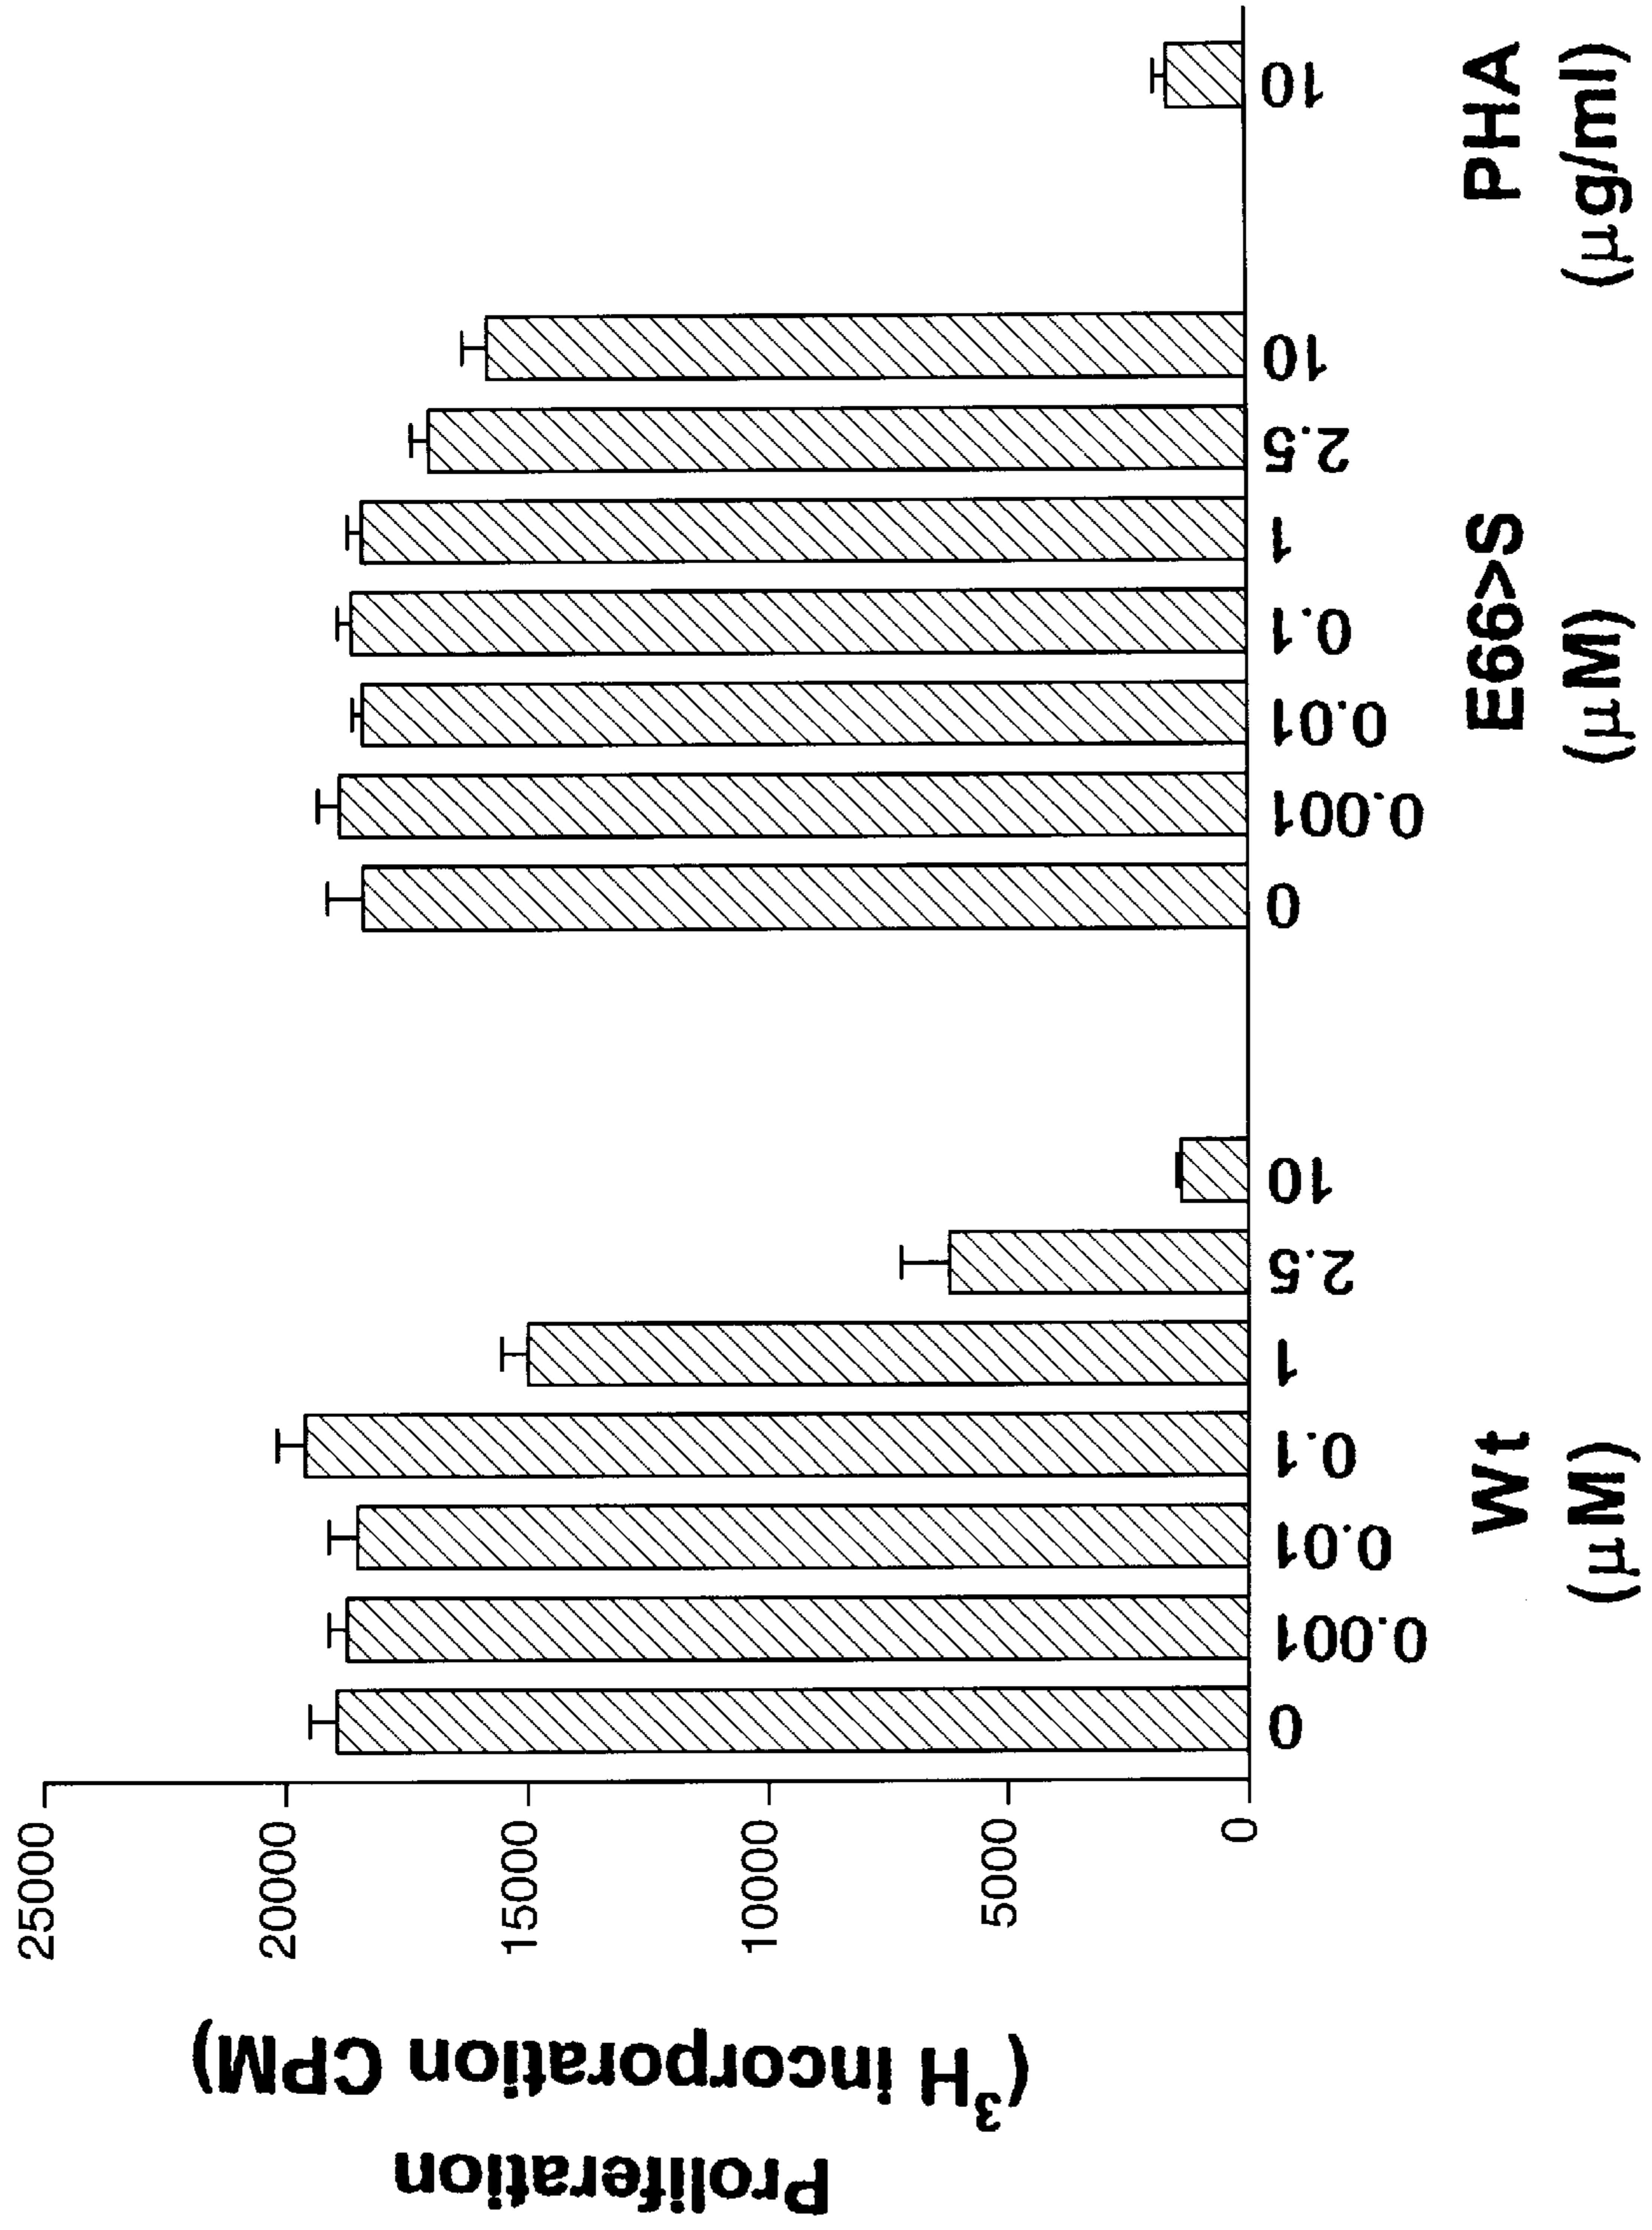 Proliferation
(³H incorporation CPM)
25000
20000
15000
10000
5000
0
0 0.001 0.01 0.1 1 2.5 10 0 0.001 0.01 0.1 1 2.5 10 10
Wt E66>S PHA
(μM) (μM) (μg/ml)